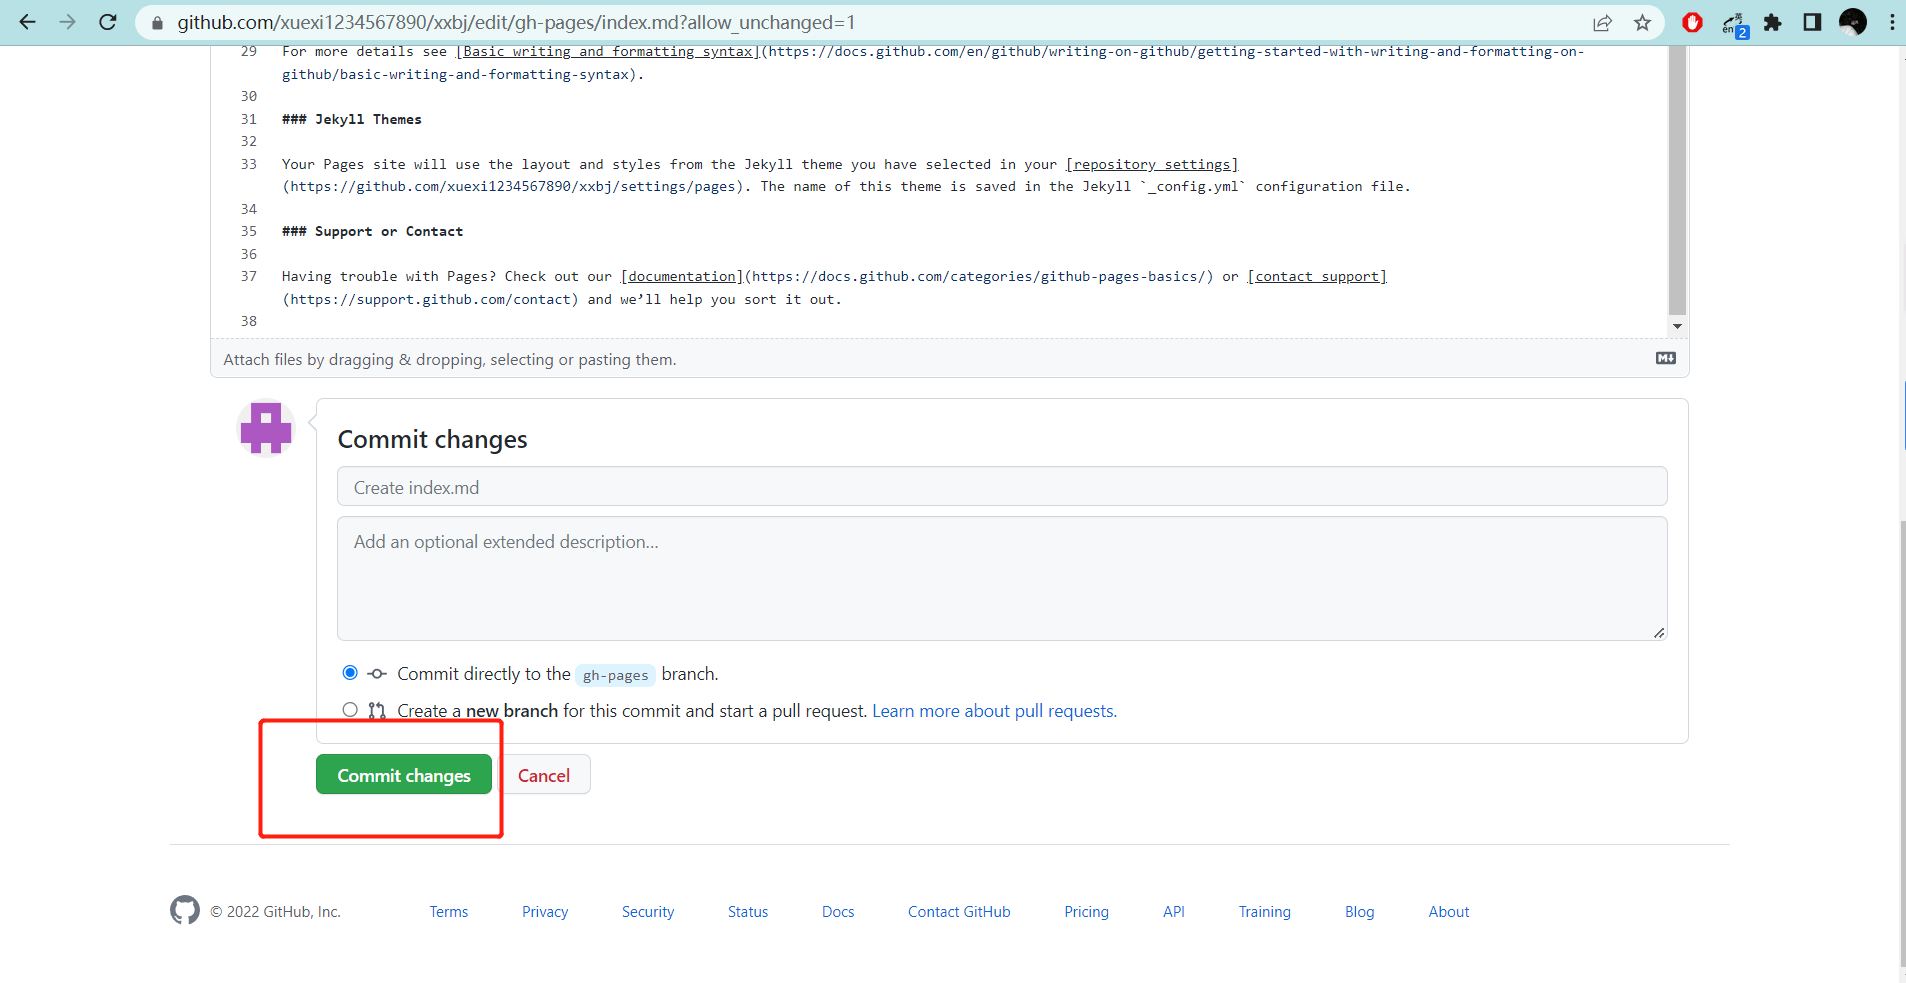 github.com/xuexi1234567890/xxbj/edit/gh-pages/index.md?allow_unchanged=1
英
en 2
29 For more details see [Basic writing and formatting syntax](https://docs.github.com/en/github/writing-on-github/getting-started-with-writing-and-formatting-on-
github/basic-writing-and-formatting-syntax).
30
31 ### Jekyll Themes
32
33 Your Pages site will use the layout and styles from the Jekyll theme you have selected in your [repository settings]
(https://github.com/xuexi1234567890/xxbj/settings/pages). The name of this theme is saved in the Jekyll `_config.yml` configuration file.
34
35 ### Support or Contact
36
37 Having trouble with Pages? Check out our [documentation](https://docs.github.com/categories/github-pages-basics/) or [contact support]
(https://support.github.com/contact) and we’ll help you sort it out.
38
Attach files by dragging & dropping, selecting or pasting them.
M
Commit changes
Create index.md
Add an optional extended description...
Commit directly to the gh-pages branch.
Create a new branch for this commit and start a pull request. Learn more about pull requests.
Commit changes Cancel
© 2022 GitHub, Inc. Terms Privacy Security Status Docs Contact GitHub Pricing API Training Blog About